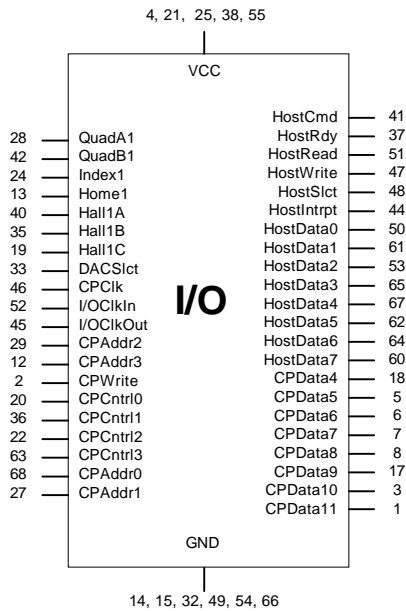 4, 21, 25, 38, 55
VCC
28 QuadA1
42 QuadB1
24 Index1
13 Home1
40 Hall1A
35 Hall1B
19 Hall1C
33 DACSlct
46 CPClk
52 I/OClkIn
45 I/OClkOut
29 CPAddr2
12 CPAddr3
2 CPWrite
20 CPCntrl0
36 CPCntrl1
22 CPCntrl2
63 CPCntrl3
68 CPAddr0
27 CPAddr1
I/O
HostCmd 41
HostRdy 37
HostRead 51
HostWrite 47
HostSlct 48
HostIntrpt 44
HostData0 50
HostData1 61
HostData2 53
HostData3 65
HostData4 67
HostData5 62
HostData6 64
HostData7 60
CPData4 18
CPData5 5
CPData6 6
CPData7 7
CPData8 8
CPData9 17
CPData10 3
CPData11 1
GND
14, 15, 32, 49, 54, 66